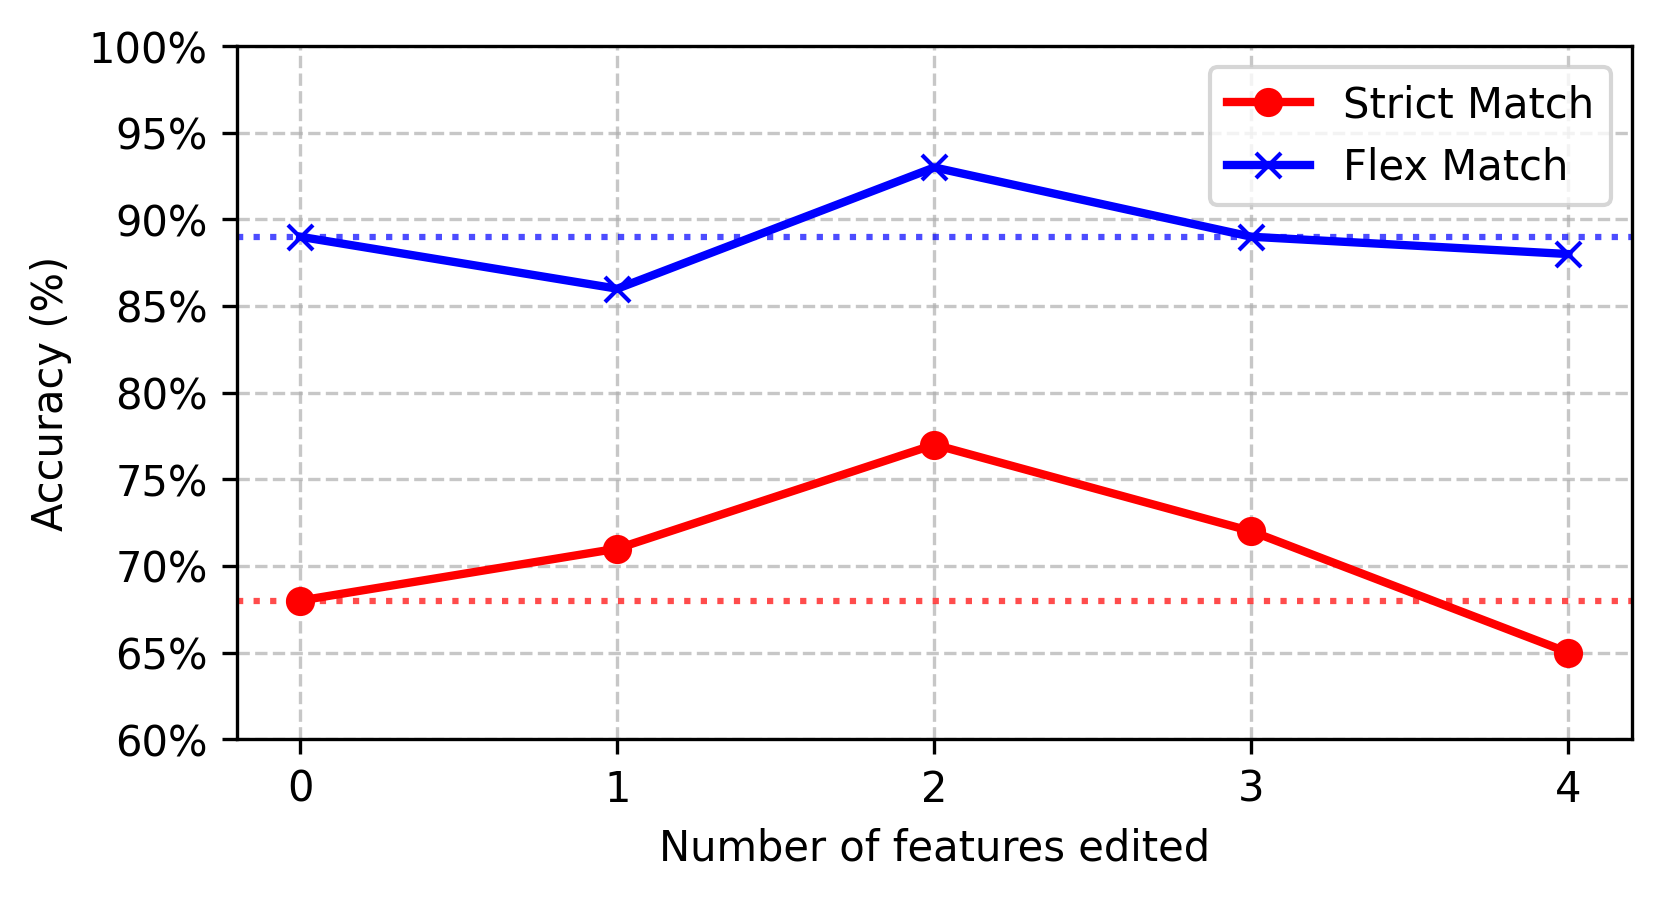 100%
95%
90%
85%
80%
75%
70%
65%
60%
Accuracy (%)
Strict Match
Flex Match
0 1 2 3 4
Number of features edited